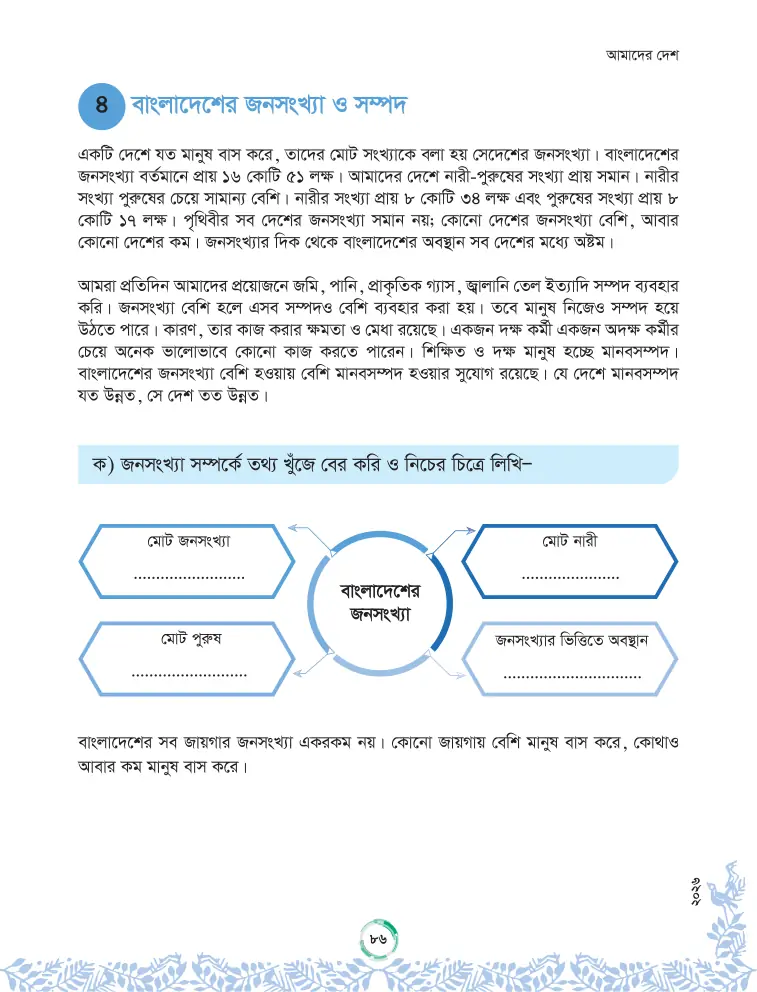 আমাদের দেশ
৪ বাংলাদেশের জনসংখ্যা ও সম্পদ
একটি দেশে যত মানুষ বাস করে, তাদের মোট সংখ্যাকে বলা হয় সেদেশের জনসংখ্যা। বাংলাদেশের
জনসংখ্যা বর্তমানে প্রায় ১৬ কোটি ৫১ লক্ষ। আমাদের দেশে নারী-পুরুষের সংখ্যা প্রায় সমান। নারীর
সংখ্যা পুরুষের চেয়ে সামান্য বেশি। নারীর সংখ্যা প্রায় ৮ কোটি ৩৪ লক্ষ এবং পুরুষের সংখ্যা প্রায় ৮
কোটি ১৭ লক্ষ। পৃথিবীর সব দেশের জনসংখ্যা সমান নয়; কোনো দেশের জনসংখ্যা বেশি, আবার
কোনো দেশের কম। জনসংখ্যার দিক থেকে বাংলাদেশের অবস্থান সব দেশের মধ্যে অষ্টম।
আমরা প্রতিদিন আমাদের প্রয়োজনে জমি, পানি, প্রাকৃতিক গ্যাস, জ্বালানি তেল ইত্যাদি সম্পদ ব্যবহার
করি। জনসংখ্যা বেশি হলে এসব সম্পদও বেশি ব্যবহার করা হয়। তবে মানুষ নিজেও সম্পদ হয়ে
উঠতে পারে। কারণ, তার কাজ করার ক্ষমতা ও মেধা রয়েছে। একজন দক্ষ কর্মী একজন অদক্ষ কর্মীর
চেয়ে অনেক ভালোভাবে কোনো কাজ করতে পারেন। শিক্ষিত ও দক্ষ মানুষ হচ্ছে মানবসম্পদ।
বাংলাদেশের জনসংখ্যা বেশি হওয়ায় বেশি মানবসম্পদ হওয়ার সুযোগ রয়েছে। যে দেশে মানবসম্পদ
যত উন্নত, সে দেশ তত উন্নত।
ক) জনসংখ্যা সম্পর্কে তথ্য খুঁজে বের করি ও নিচের চিত্রে লিখি–
মোট জনসংখ্যা
.........................
মোট নারী
......................
বাংলাদেশের
জনসংখ্যা
মোট পুরুষ
..........................
জনসংখ্যার ভিত্তিতে অবস্থান
...............................
বাংলাদেশের সব জায়গার জনসংখ্যা একরকম নয়। কোনো জায়গায় বেশি মানুষ বাস করে, কোথাও
আবার কম মানুষ বাস করে।
২০২৬
৮৬